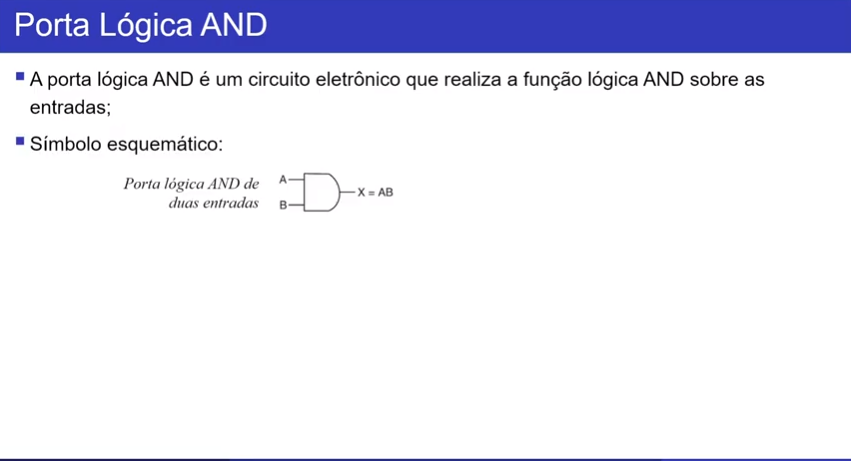 Porta Lógica AND
A porta lógica AND é um circuito eletrônico que realiza a função lógica AND sobre as
entradas;
Símbolo esquemático:
Porta lógica AND de
duas entradas
A
B
X = AB